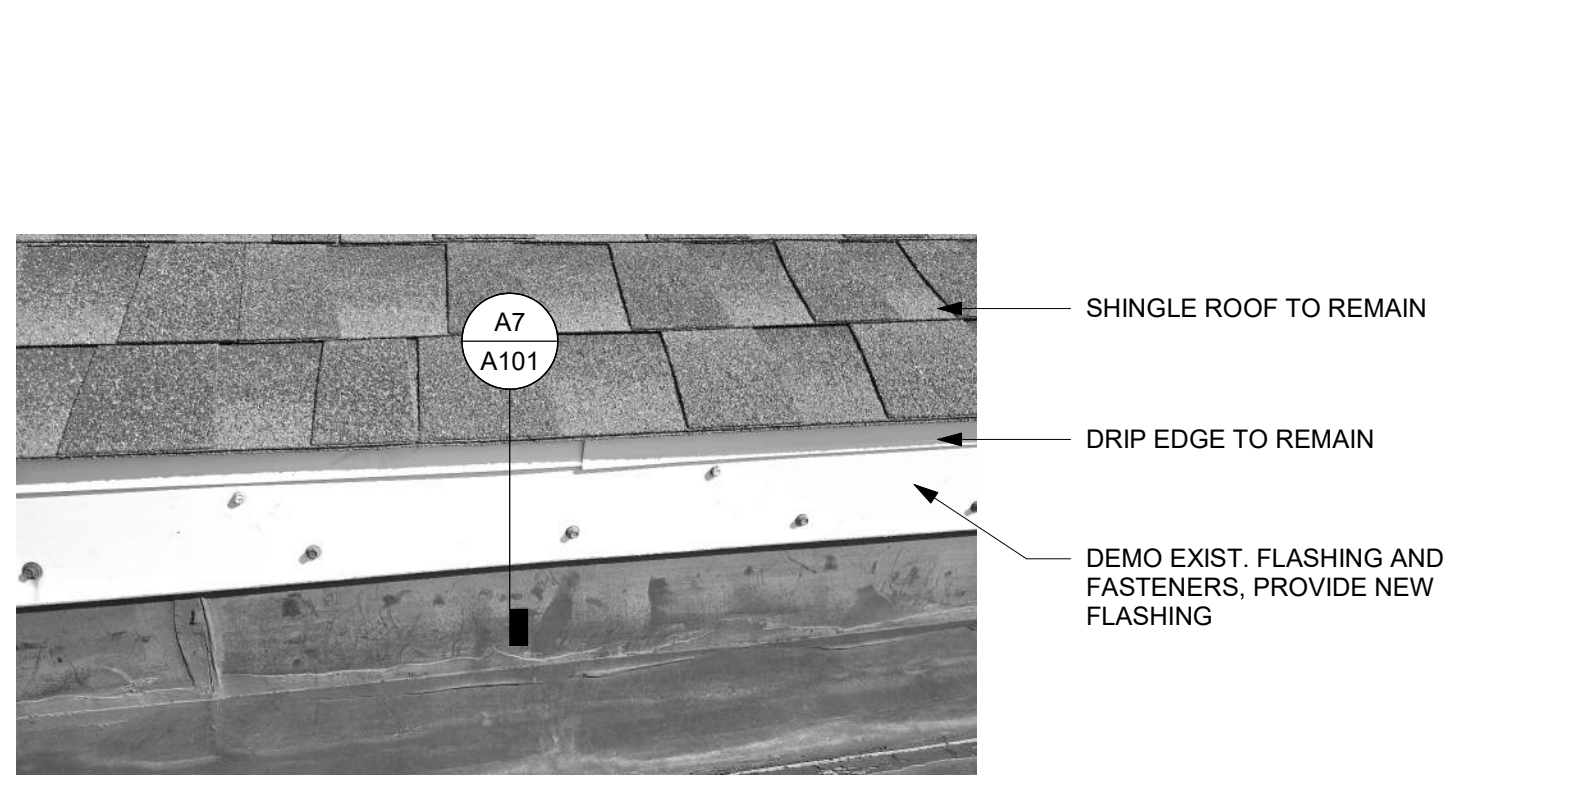 A7
A101
SHINGLE ROOF TO REMAIN
DRIP EDGE TO REMAIN
DEMO EXIST. FLASHING AND
FASTENERS, PROVIDE NEW
FLASHING